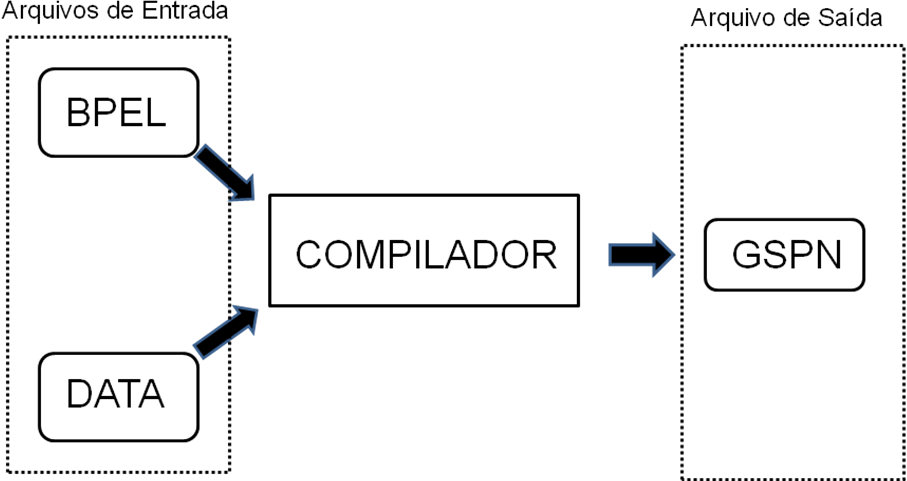 Arquivos de Entrada
Arquivo de Saída
BPEL
COMPILADOR
GSPN
DATA